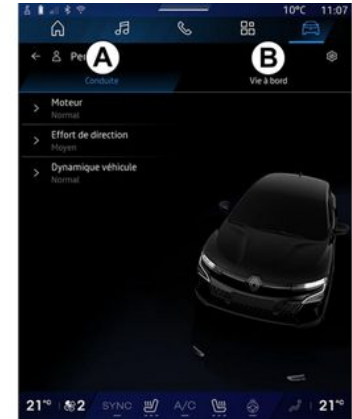 10°C 11:07
A
B
Conduite
Vie à bord
Moteur
Normal
Effort de direction
Moyen
Dynamique véhicule
Normal
21°C 2 SYNC A/C 21°C